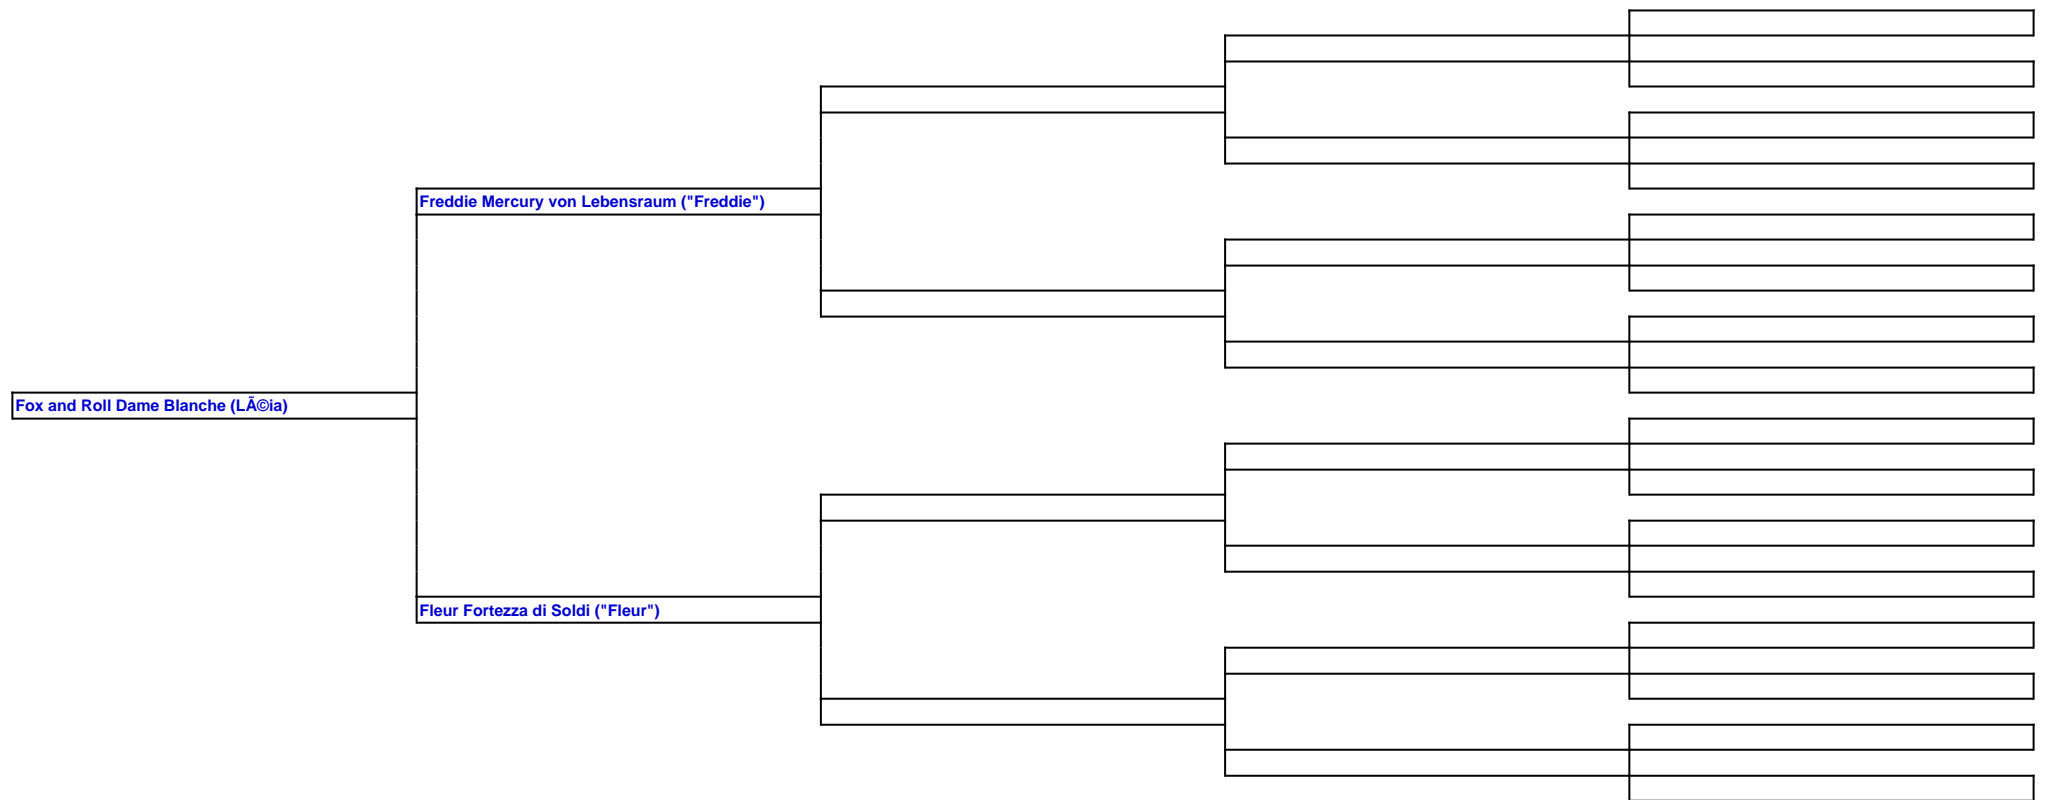 Freddie Mercury von Lebensraum ("Freddie")
Fox and Roll Dame Blanche (LÃ©ia)
Fleur Fortezza di Soldi ("Fleur")